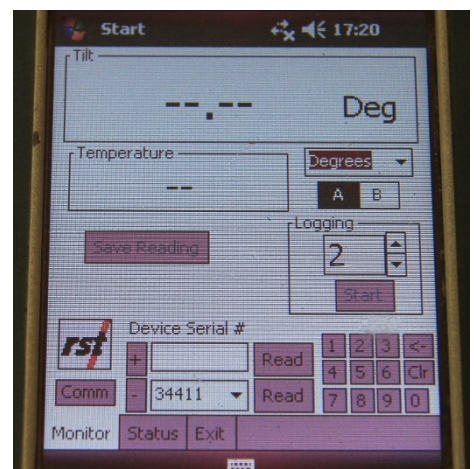 Start 17:20
Tilt
--.-- Deg
Temperature
--
Degrees
A B
Save Reading
Logging
2
Start
rst
Device Serial #
+ Read
Comm - 34411 Read
1 2 3 <-
4 5 6 Clr
7 8 9 0
Monitor Status Exit